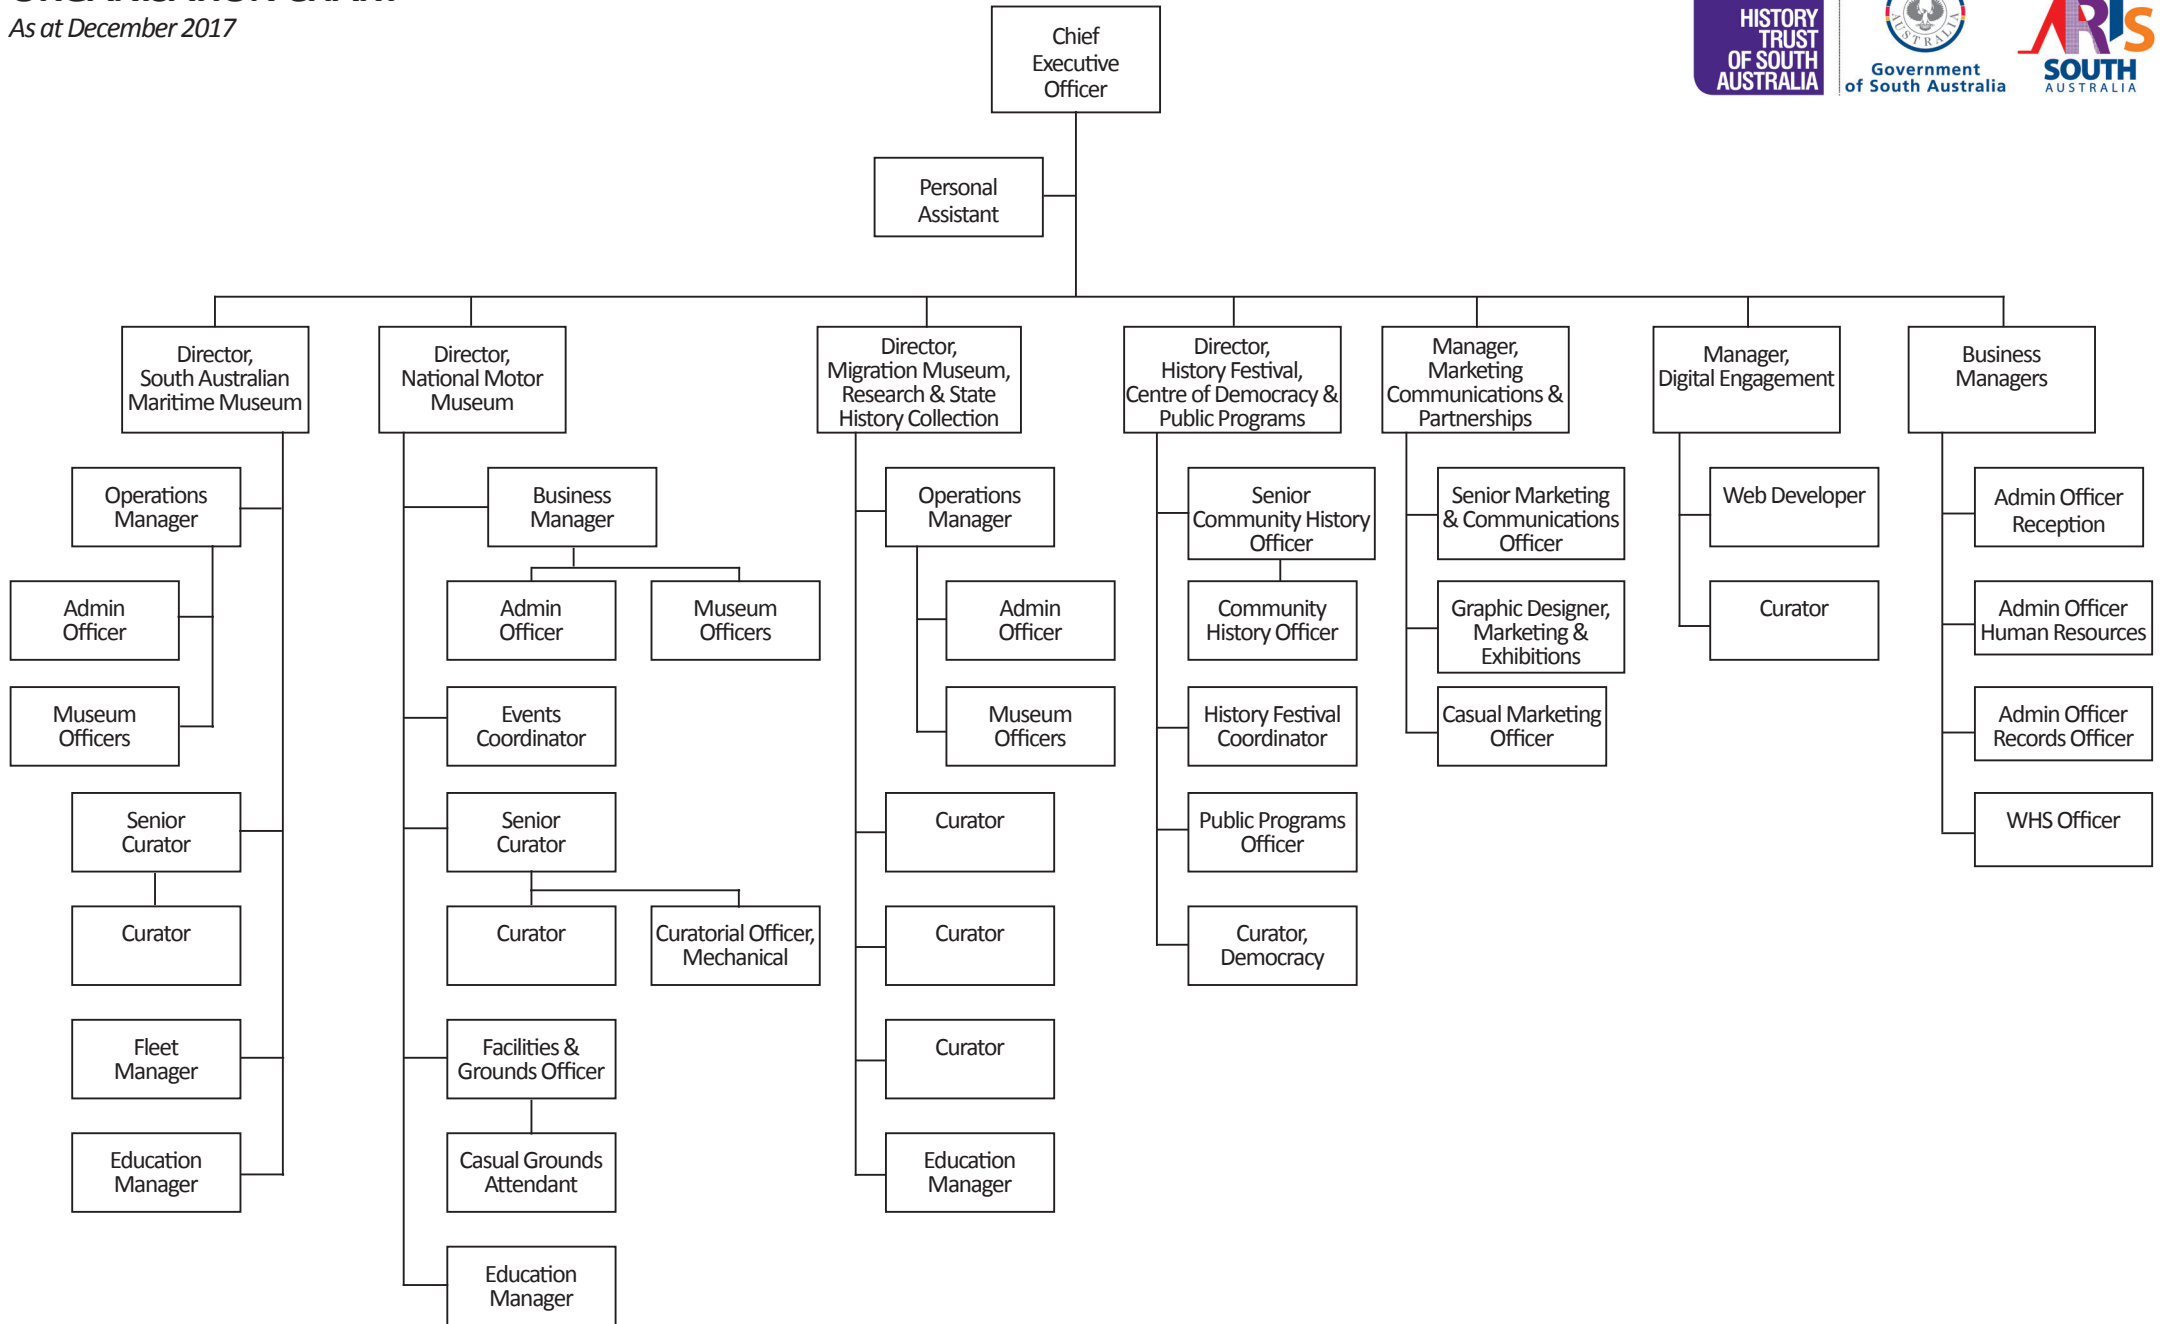 ORGANISATION CHART
As at December 2017
HISTORY
TRUST
OF SOUTH
AUSTRALIA
AUSTRALIA
Government
of South Australia
ARTS
SOUTH
AUSTRALIA
Chief
Executive
Officer
Personal
Assistant
Director,
South Australian
Maritime Museum
Operations
Manager
Admin
Officer
Museum
Officers
Senior
Curator
Curator
Fleet
Manager
Education
Manager
Director,
National Motor
Museum
Business
Manager
Admin
Officer
Museum
Officers
Events
Coordinator
Senior
Curator
Curator
Curatorial Officer,
Mechanical
Facilities &
Grounds Officer
Casual Grounds
Attendant
Education
Manager
Director,
Migration Museum,
Research & State
History Collection
Operations
Manager
Admin
Officer
Museum
Officers
Curator
Curator
Curator
Education
Manager
Director,
History Festival,
Centre of Democracy &
Public Programs
Senior
Community History
Officer
Community
History Officer
History Festival
Coordinator
Public Programs
Officer
Curator,
Democracy
Manager,
Marketing
Communications &
Partnerships
Senior Marketing
& Communications
Officer
Graphic Designer,
Marketing &
Exhibitions
Casual Marketing
Officer
Manager,
Digital Engagement
Web Developer
Curator
Business
Managers
Admin Officer
Reception
Admin Officer
Human Resources
Admin Officer
Records Officer
WHS Officer